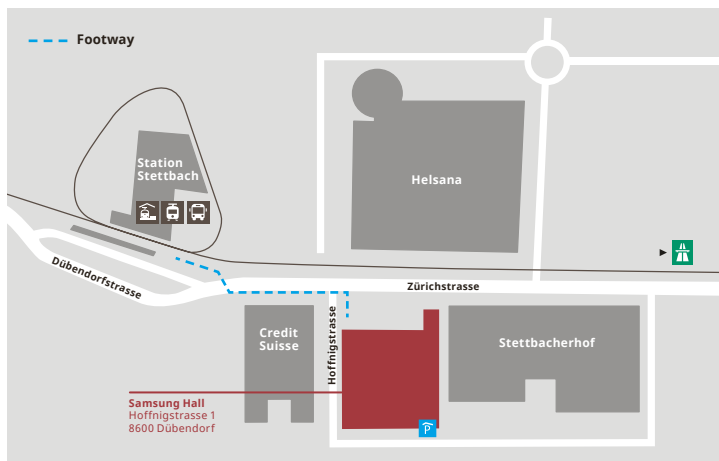 Footway
Station
Stettbach
Helsana
Dübendorfstrasse
Zürichstrasse
Credit
Suisse
Hoffnigstrasse
Stettbacherhof
Samsung Hall
Hoffnigstrasse 1
8600 Dübendorf
P